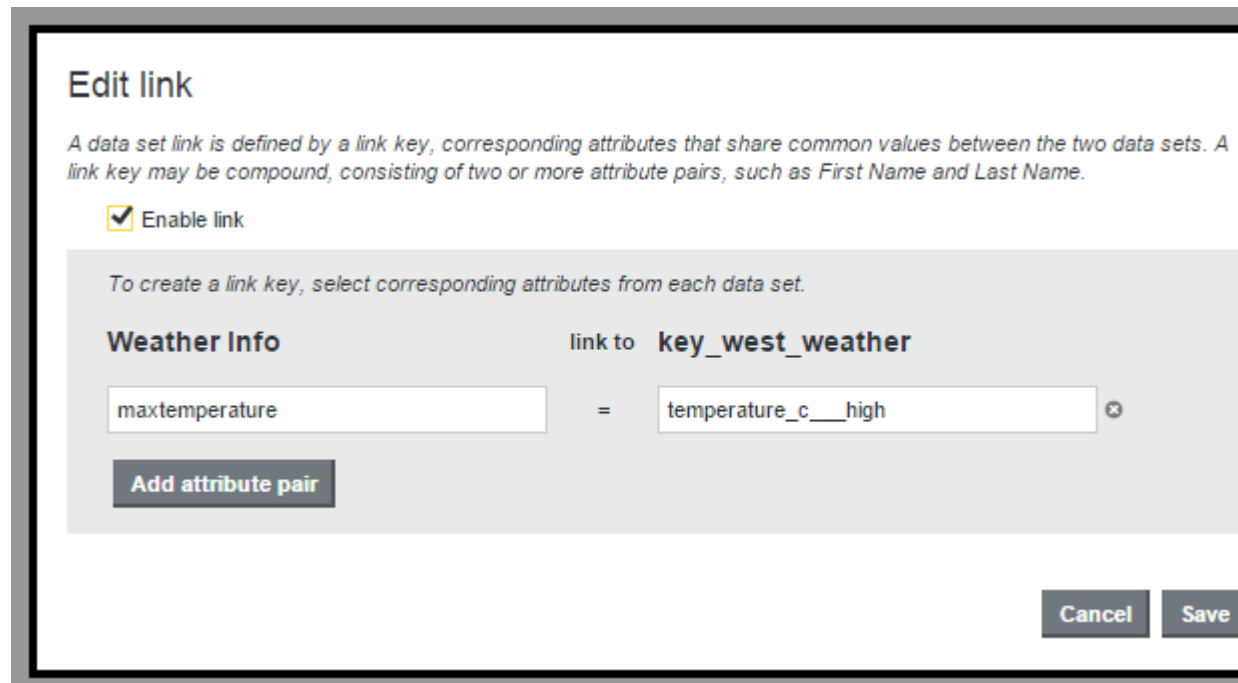 Edit link
A data set link is defined by a link key, corresponding attributes that share common values between the two data sets. A
link key may be compound, consisting of two or more attribute pairs, such as First Name and Last Name.
Enable link
To create a link key, select corresponding attributes from each data set.
Weather Info link to key_west_weather
maxtemperature = temperature_c___high
Add attribute pair
Cancel Save